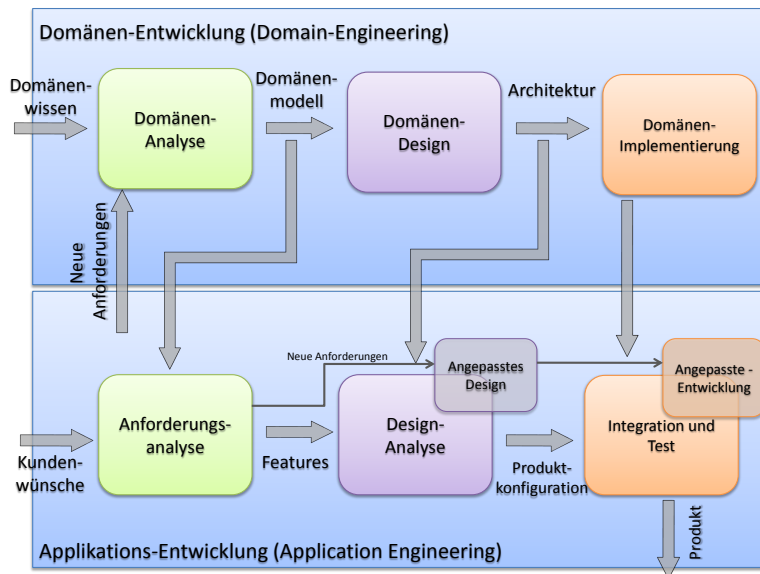 Domänen-Entwicklung (Domain-Engineering)
Domänen-
wissen
Domänen-
Analyse
Domänen-
modell
Domänen-
Design
Architektur
Domänen-
Implementierung
Neue
Anforderungen
Neue Anforderungen
Angepasstes
Design
Angepasste -
Entwicklung
Kunden-
wünsche
Anforderungs-
analyse
Features
Design-
Analyse
Produkt-
konfiguration
Integration und
Test
Produkt
Applikations-Entwicklung (Application Engineering)